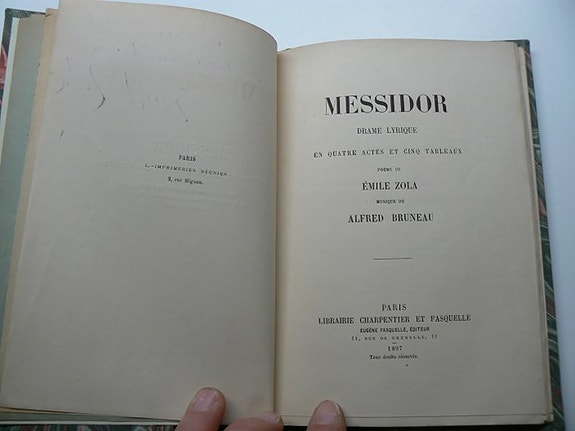 PARIS
L.-IMPRIMERIES RÉUNIES
2, rue Mignon.
MESSIDOR
DRAME LYRIQUE
EN QUATRE ACTES ET CINQ TABLEAUX
POÈME DE
ÉMILE ZOLA
MUSIQUE DE
ALFRED BRUNEAU
PARIS
LIBRAIRIE CHARPENTIER ET FASQUELLE
EUGÈNE FASQUELLE, ÉDITEUR
11, RUE DE GRENELLE, 11
1897
Tous droits réservés.